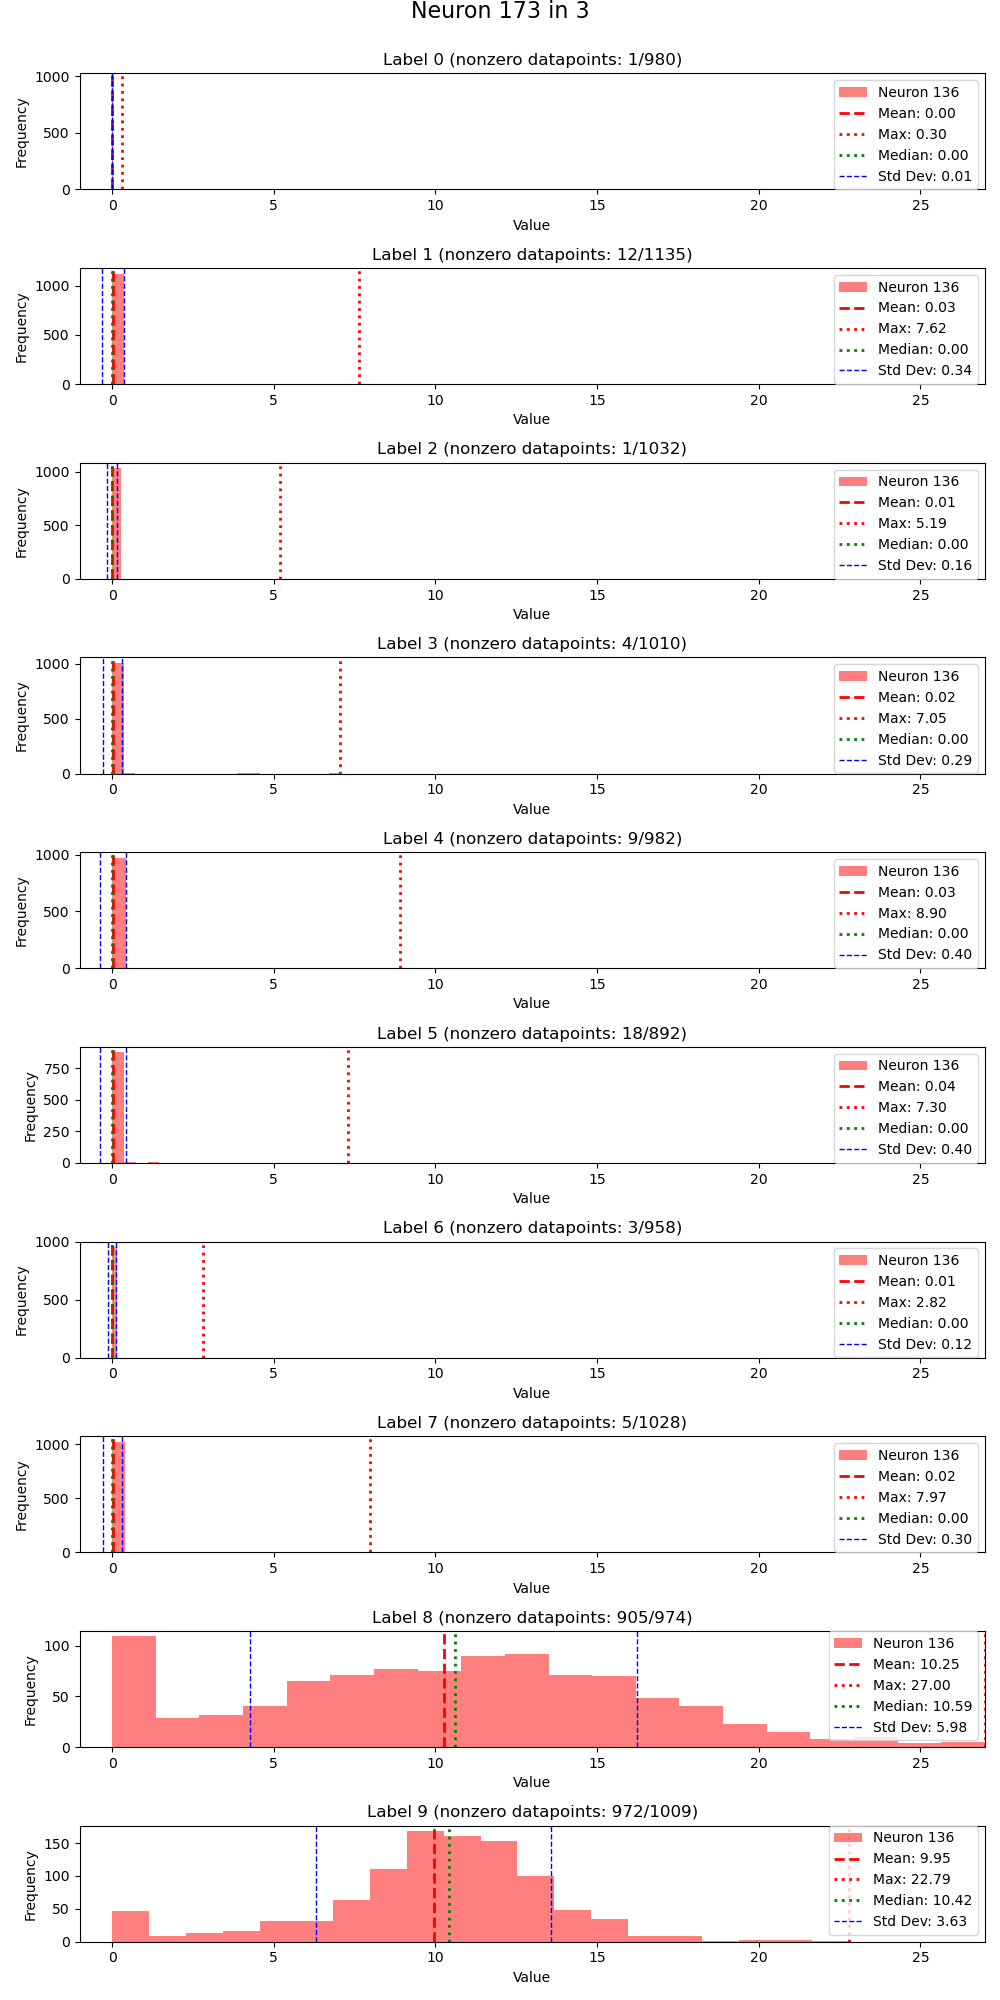 Neuron 173 in 3
Label 0 (nonzero datapoints: 1/980)
Frequency
1000
500
0
Neuron 136
Mean: 0.00
Max: 0.30
Median: 0.00
Std Dev: 0.01
0 5 10 15 20 25
Value
Label 1 (nonzero datapoints: 12/1135)
Frequency
1000
500
0
Neuron 136
Mean: 0.03
Max: 7.62
Median: 0.00
Std Dev: 0.34
0 5 10 15 20 25
Value
Label 2 (nonzero datapoints: 1/1032)
Frequency
1000
500
0
Neuron 136
Mean: 0.01
Max: 5.19
Median: 0.00
Std Dev: 0.16
0 5 10 15 20 25
Value
Label 3 (nonzero datapoints: 4/1010)
Frequency
1000
500
0
Neuron 136
Mean: 0.02
Max: 7.05
Median: 0.00
Std Dev: 0.29
0 5 10 15 20 25
Value
Label 4 (nonzero datapoints: 9/982)
Frequency
1000
500
0
Neuron 136
Mean: 0.03
Max: 8.90
Median: 0.00
Std Dev: 0.40
0 5 10 15 20 25
Value
Label 5 (nonzero datapoints: 18/892)
Frequency
750
500
250
0
Neuron 136
Mean: 0.04
Max: 7.30
Median: 0.00
Std Dev: 0.40
0 5 10 15 20 25
Value
Label 6 (nonzero datapoints: 3/958)
Frequency
1000
500
0
Neuron 136
Mean: 0.01
Max: 2.82
Median: 0.00
Std Dev: 0.12
0 5 10 15 20 25
Value
Label 7 (nonzero datapoints: 5/1028)
Frequency
1000
500
0
Neuron 136
Mean: 0.02
Max: 7.97
Median: 0.00
Std Dev: 0.30
0 5 10 15 20 25
Value
Label 8 (nonzero datapoints: 905/974)
Frequency
100
50
0
Neuron 136
Mean: 10.25
Max: 27.00
Median: 10.59
Std Dev: 5.98
0 5 10 15 20 25
Value
Label 9 (nonzero datapoints: 972/1009)
Frequency
150
100
50
0
Neuron 136
Mean: 9.95
Max: 22.79
Median: 10.42
Std Dev: 3.63
0 5 10 15 20 25
Value